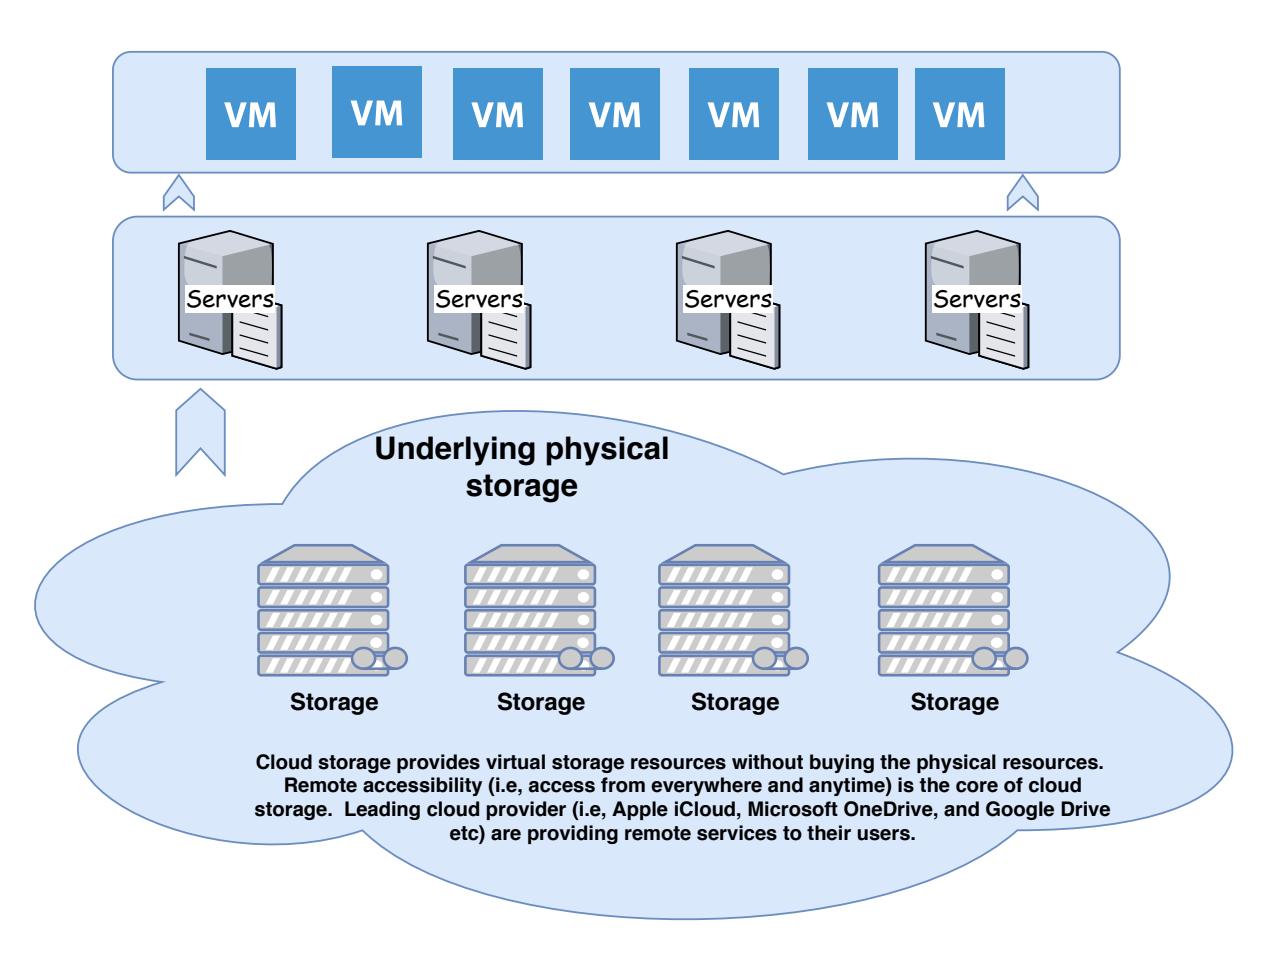 VM VM VM VM VM VM VM
Servers Servers Servers Servers
Underlying physical
storage
Storage Storage Storage Storage
Cloud storage provides virtual storage resources without buying the physical resources.
Remote accessibility (i.e, access from everywhere and anytime) is the core of cloud
storage.  Leading cloud provider (i.e, Apple iCloud, Microsoft OneDrive, and Google Drive
etc) are providing remote services to their users.